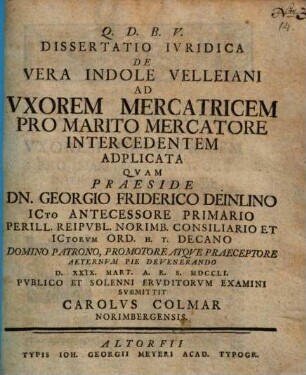 Q. D. B. V.
DISSERTATIO IVRIDICA
DE
VERA INDOLE VELLEIANI
AD
VXOREM MERCATRICEM
PRO MARITO MERCATORE
INTERCEDENTEM
ADPLICATA
QVAM
PRAESIDE
DN. GEORGIO FRIDERICO DEINLINO
ICTO ANTECESSORE PRIMARIO
PERILL. REIPVBL. NORIMB. CONSILIARIO ET
ICTORVM ORD. H. T. DECANO
DOMINO PATRONO, PROMOTORE ATQVE PRAECEPTORE
AETERNVM PIE DEVENERANDO
D. XXIX. MART. A. R. S. MDCCLI.
PVBLICO ET SOLENNI ERVDITORVM EXAMINI
SVBMITTIT
CAROLVS COLMAR
NORIMBERGENSIS.
ALTORFII
TYPIS IOH. GEORGII MEYERI ACAD. TYPOGR.